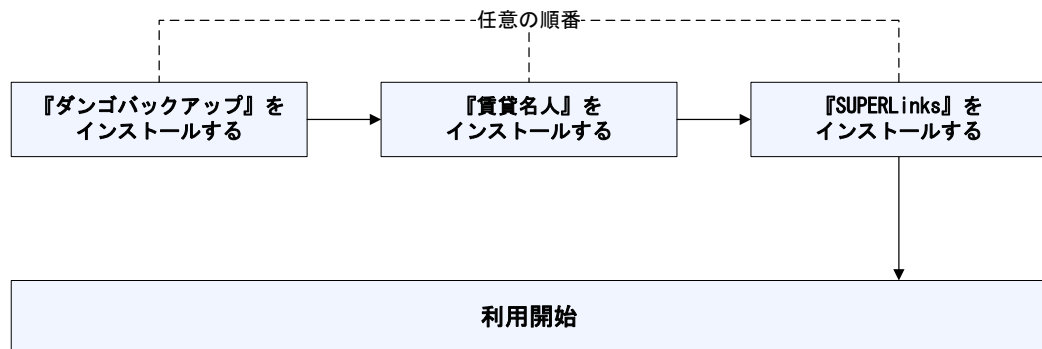 任意の順番
『ダンゴバックアップ』を
インストールする
『賃貸名人』を
インストールする
『SUPERLinks』を
インストールする
利用開始